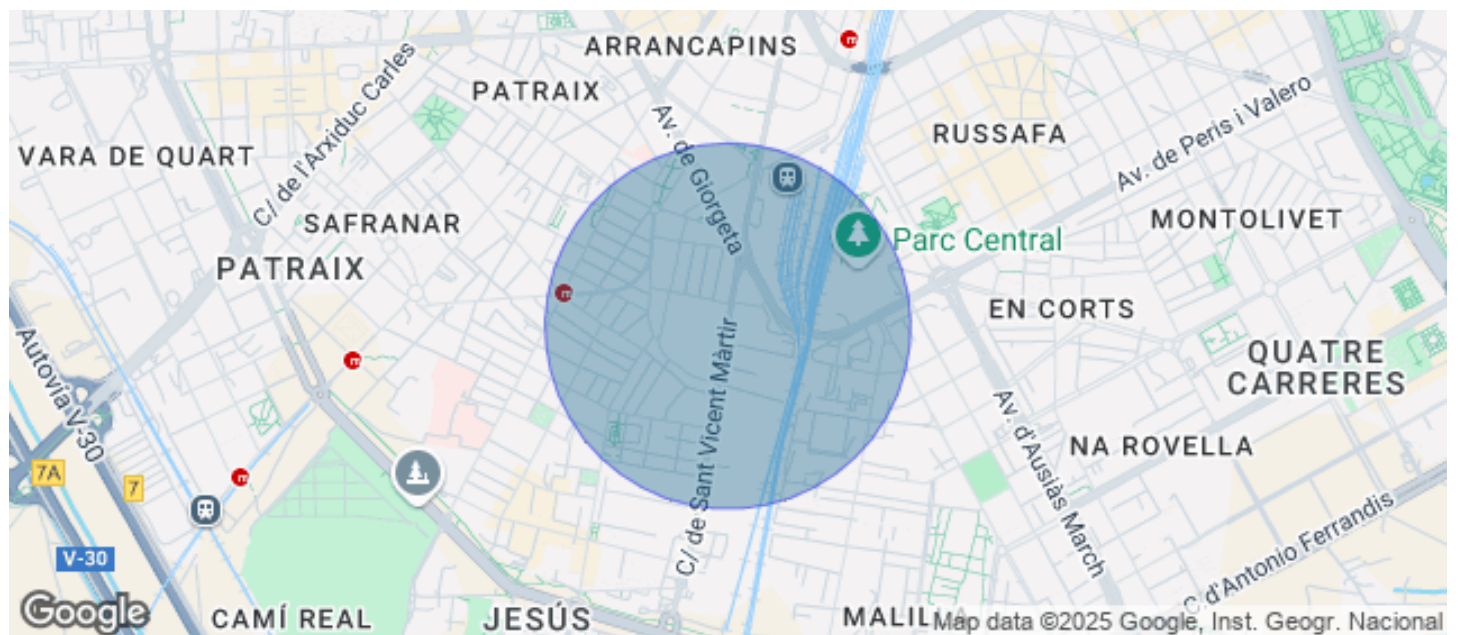 ARRANCAPINS
PATRAIX
C/ de l'Arxiduc Carles
Av. de Giorgeta
RUSSAFA
Av. de Peris i Valero
VARA DE QUART
SAFRANAR
MONTOLIVET
Parc Central
PATRAIX
EN CORTS
QUATRE
CARRERES
Autovía V-30
C/ de Sant Vicent Màrtir
Av. d'Ausiàs March
NA ROVELLA
7A
7
C. d'Antonio Ferrandis
V-30
Google
CAMÍ REAL
JESÚS
MALIL
Map data ©2025 Google, Inst. Geogr. Nacional